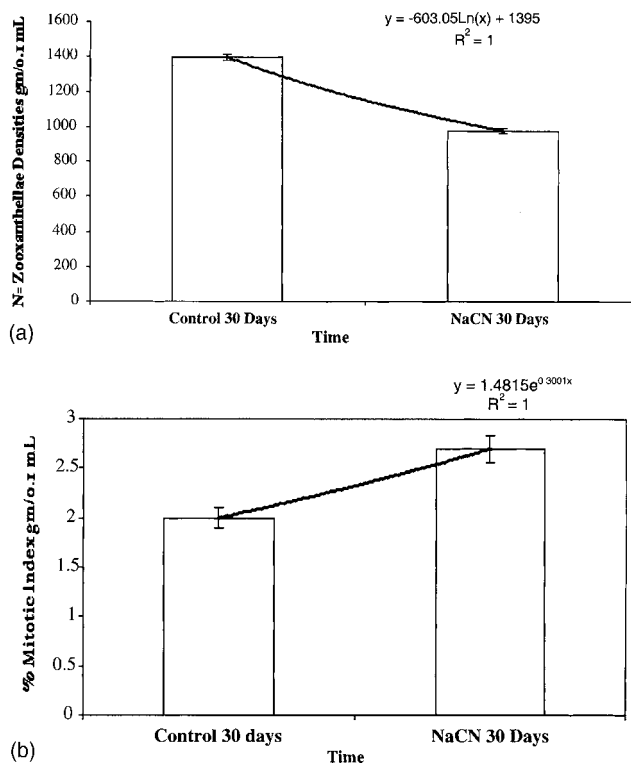 y = -603.05Ln(x) + 1395
R² = 1
N= Zooxanthellae Densities gm/0.1 mL
1600
1400
1200
1000
800
600
400
200
0
Control 30 Days
NaCN 30 Days
Time
(a)
y = 1.4815e^0.3001x
R² = 1
% Mitotic Index gm/0.1 mL
3
2.5
2
1.5
1
0.5
0
Control 30 days
NaCN 30 Days
Time
(b)